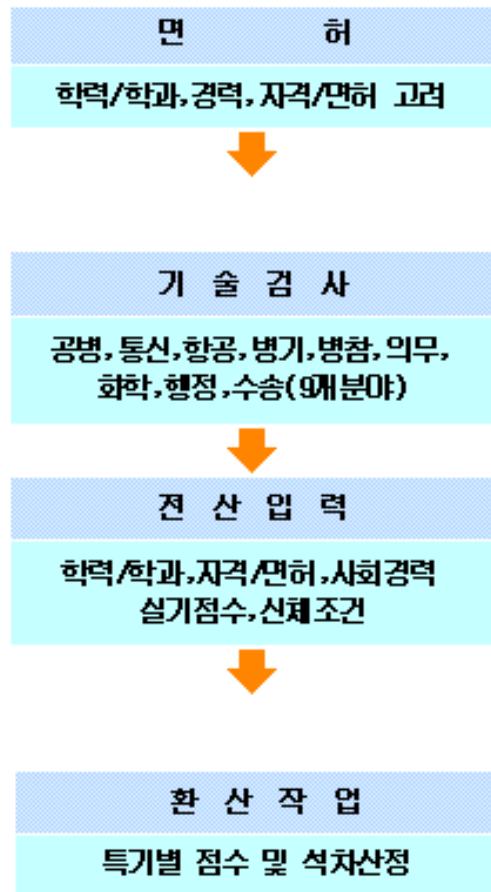 면 허
학력/학과,경력,자격/면허 고려
기 술 검 사
공병,통신,항공,병기,병참,의무,
화학,행정,수송(9개분야)
전 산 입 력
학력/학과,자격/면허,사회경력
실기점수,신체조건
환 산 작 업
특기별 점수 및 석차산정